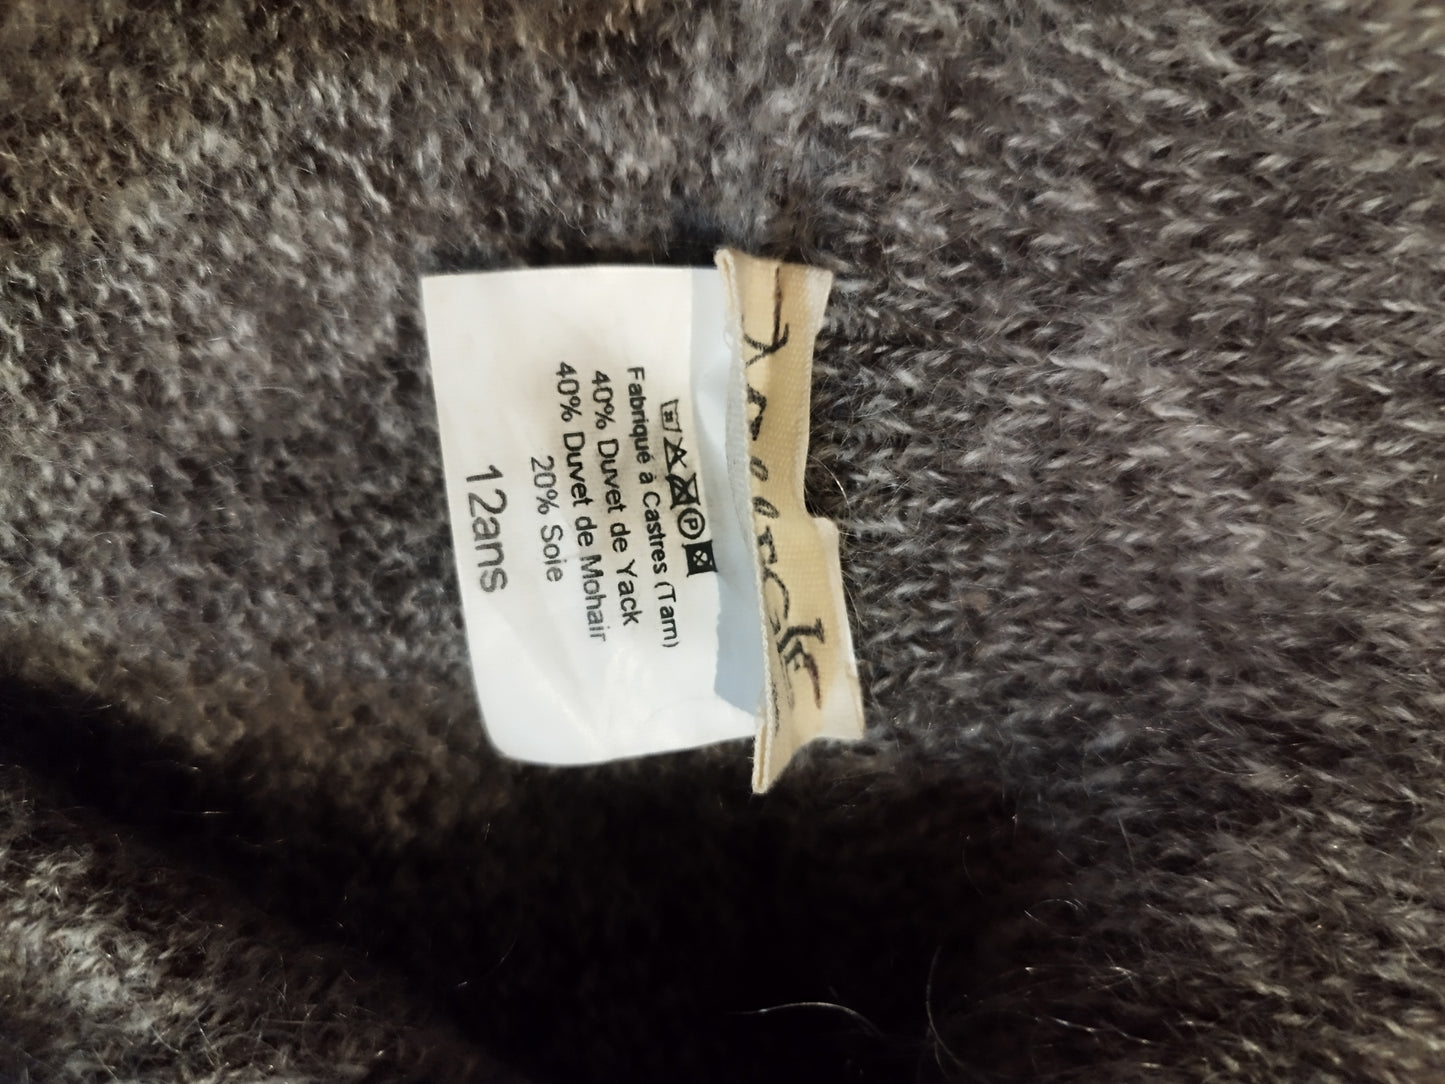 Fabriqué à Castres (Tarn)
40% Duvet de Yack
40% Duvet de Mohair
20% Soie
12ans